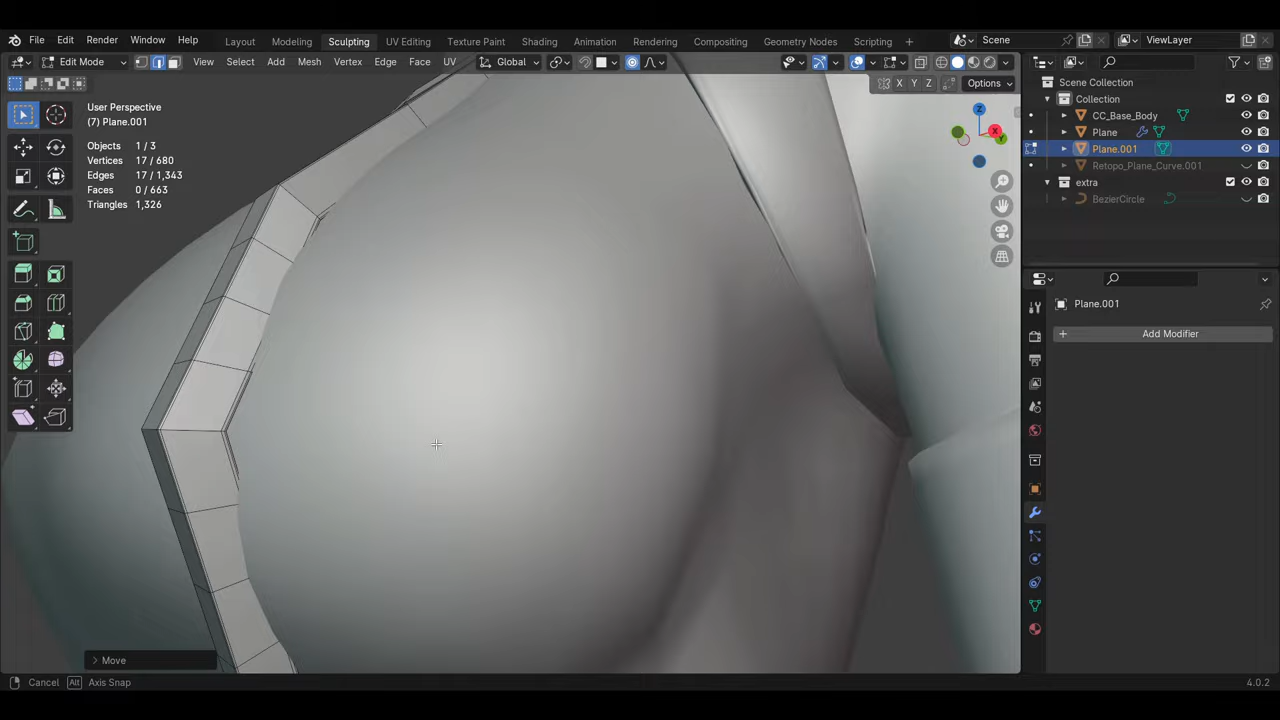 File Edit Render Window Help Layout Modeling Sculpting UV Editing Texture Paint Shading Animation Rendering Compositing Geometry Nodes Scripting + Scene ViewLayer
Edit Mode View Select Add Mesh Vertex Edge Face UV Global
X Y Z Options
User Perspective
(7) Plane.001
Objects 1 / 3
Vertices 17 / 680
Edges 17 / 1,343
Faces 0 / 663
Triangles 1,326
Z
X
Y
Scene Collection
Collection
CC_Base_Body
Plane
Plane.001
Retopo_Plane_Curve.001
extra
BezierCircle
Plane.001
+ Add Modifier
> Move
Cancel Alt Axis Snap 4.0.2